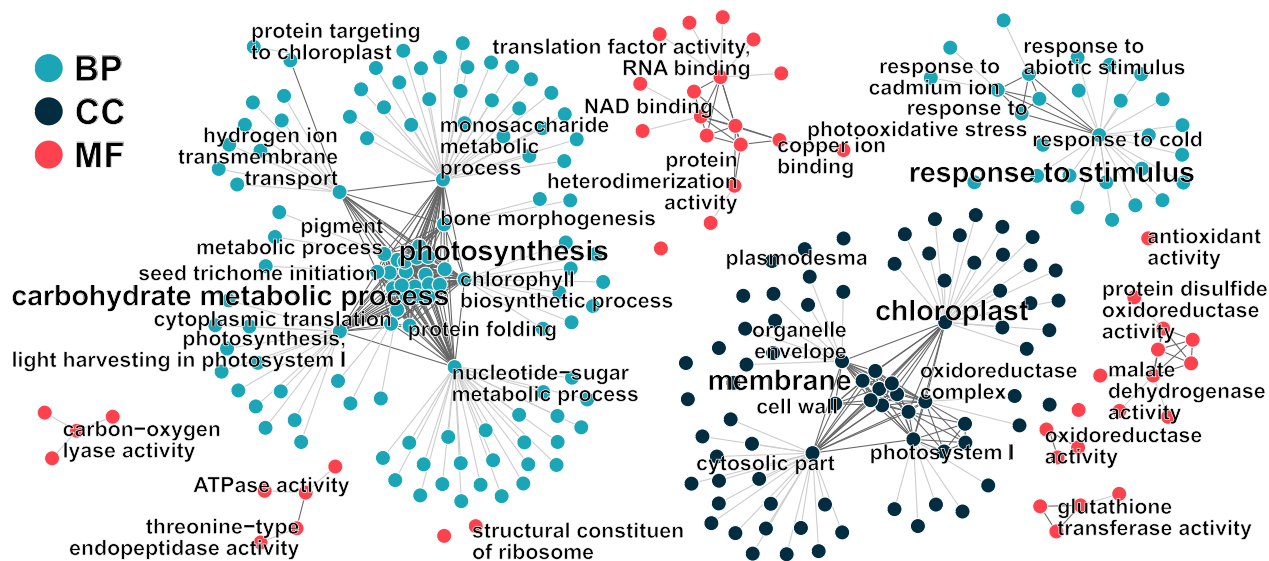 BP
CC
MF
protein targeting
to chloroplast
hydrogen ion
transmembrane
transport
monosaccharide
metabolic
process
bone morphogenesis
pigment
metabolic process
photosynthesis
seed trichome initiation
chlorophyll
biosynthetic process
carbohydrate metabolic process
cytoplasmic translation
protein folding
photosynthesis,
light harvesting in photosystem I
nucleotide-sugar
metabolic process
carbon-oxygen
lyase activity
ATPase activity
threonine-type
endopeptidase activity
structural constituen
of ribosome
translation factor activity,
RNA binding
NAD binding
copper ion
binding
protein
heterodimerization
activity
response to
abiotic stimulus
response to
cadmium ion
response to
photooxidative stress
response to cold
response to stimulus
plasmodesma
chloroplast
organelle
envelope
membrane
cell wall
oxidoreductase
complex
cytosolic part
photosystem I
antioxidant
activity
protein disulfide
oxidoreductase
activity
malate
dehydrogenase
activity
oxidoreductase
activity
glutathione
transferase activity